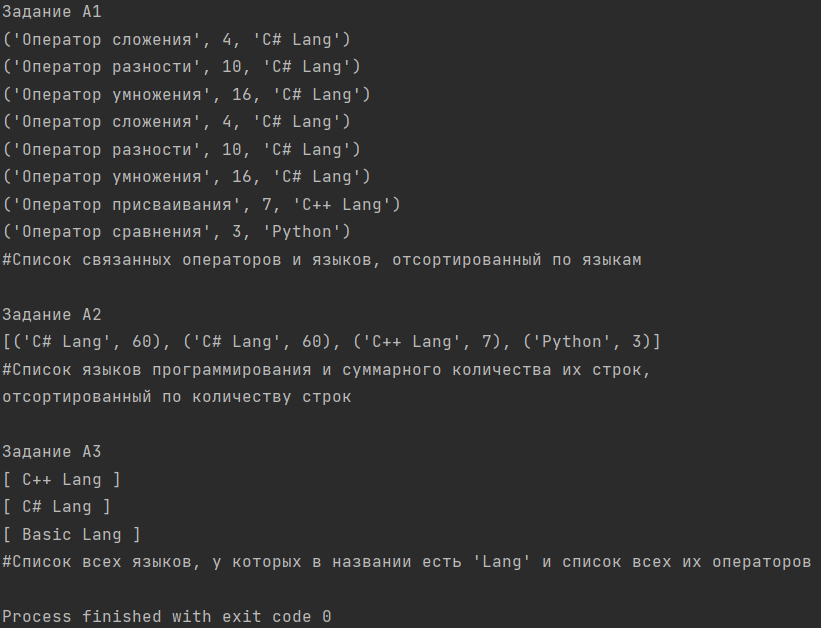 Задание А1
('Оператор сложения', 4, 'C# Lang')
('Оператор разности', 10, 'C# Lang')
('Оператор умножения', 16, 'C# Lang')
('Оператор сложения', 4, 'C# Lang')
('Оператор разности', 10, 'C# Lang')
('Оператор умножения', 16, 'C# Lang')
('Оператор присваивания', 7, 'C++ Lang')
('Оператор сравнения', 3, 'Python')
#Список связанных операторов и языков, отсортированный по языкам
Задание А2
[('C# Lang', 60), ('C# Lang', 60), ('C++ Lang', 7), ('Python', 3)]
#Список языков программирования и суммарного количества их строк,
отсортированный по количеству строк
Задание А3
[ C++ Lang ]
[ C# Lang ]
[ Basic Lang ]
#Список всех языков, у которых в названии есть 'Lang' и список всех их операторов
Process finished with exit code 0